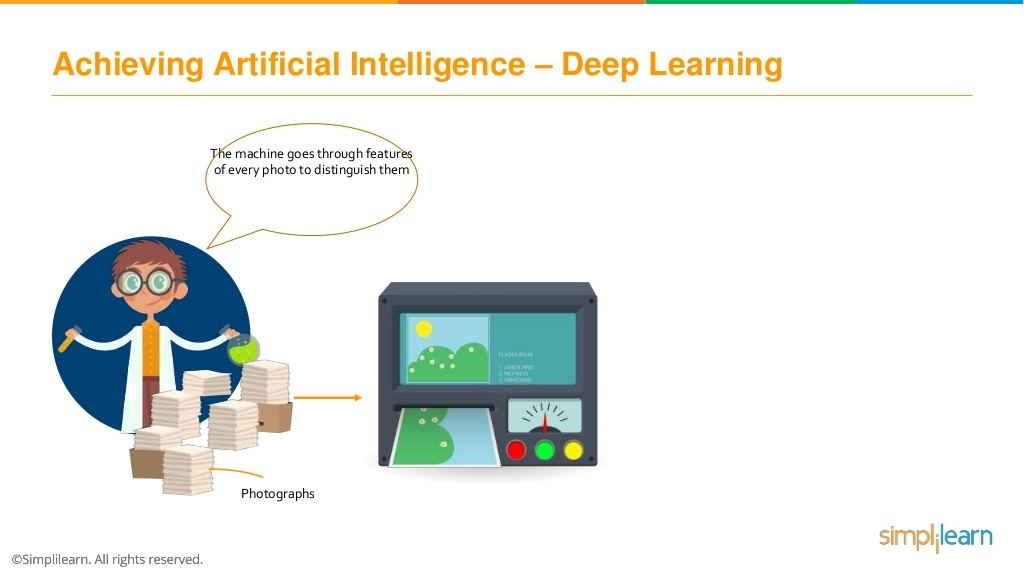 Achieving Artificial Intelligence – Deep Learning
The machine goes through features
of every photo to distinguish them
Photographs
simplilearn
©Simplilearn. All rights reserved.